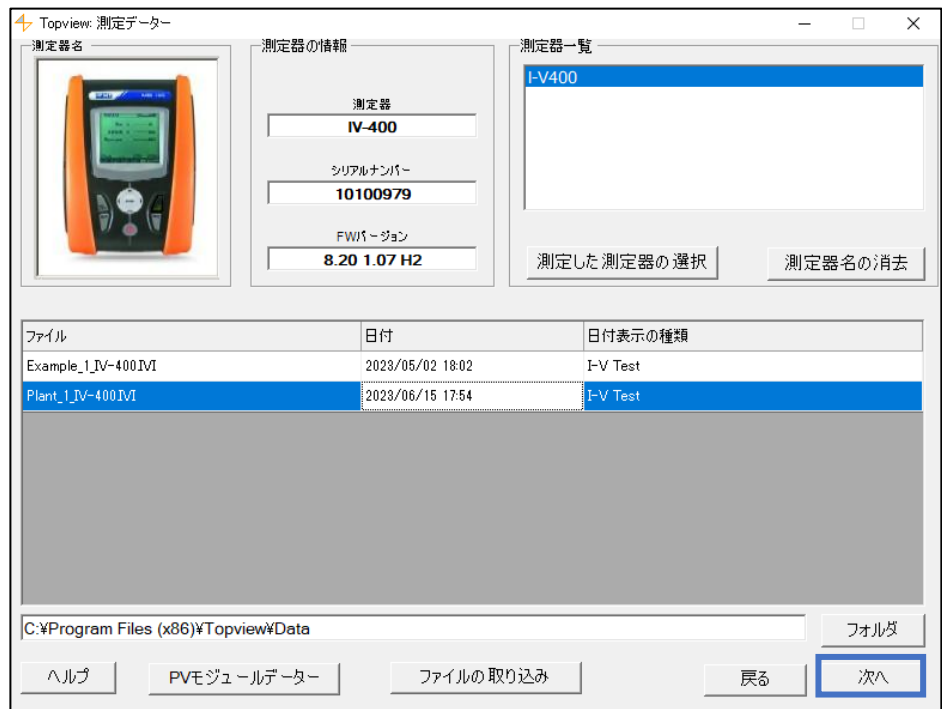 Topview: 測定データー
測定器名
測定器の情報
測定器
IV-400
シリアルナンバー
10100979
FWバージョン
8.20 1.07 H2
測定器一覧
I-V400
測定した測定器の選択
測定器名の消去
ファイル 日付 日付表示の種類
Example_1_IV-400.IVI 2023/05/02 18:02 I-V Test
Plant_1_IV-400.IVI 2023/06/15 17:54 I-V Test
C:¥Program Files (x86)¥Topview¥Data
フォルダ
ヘルプ
PVモジュールデーター
ファイルの取り込み
戻る
次へ